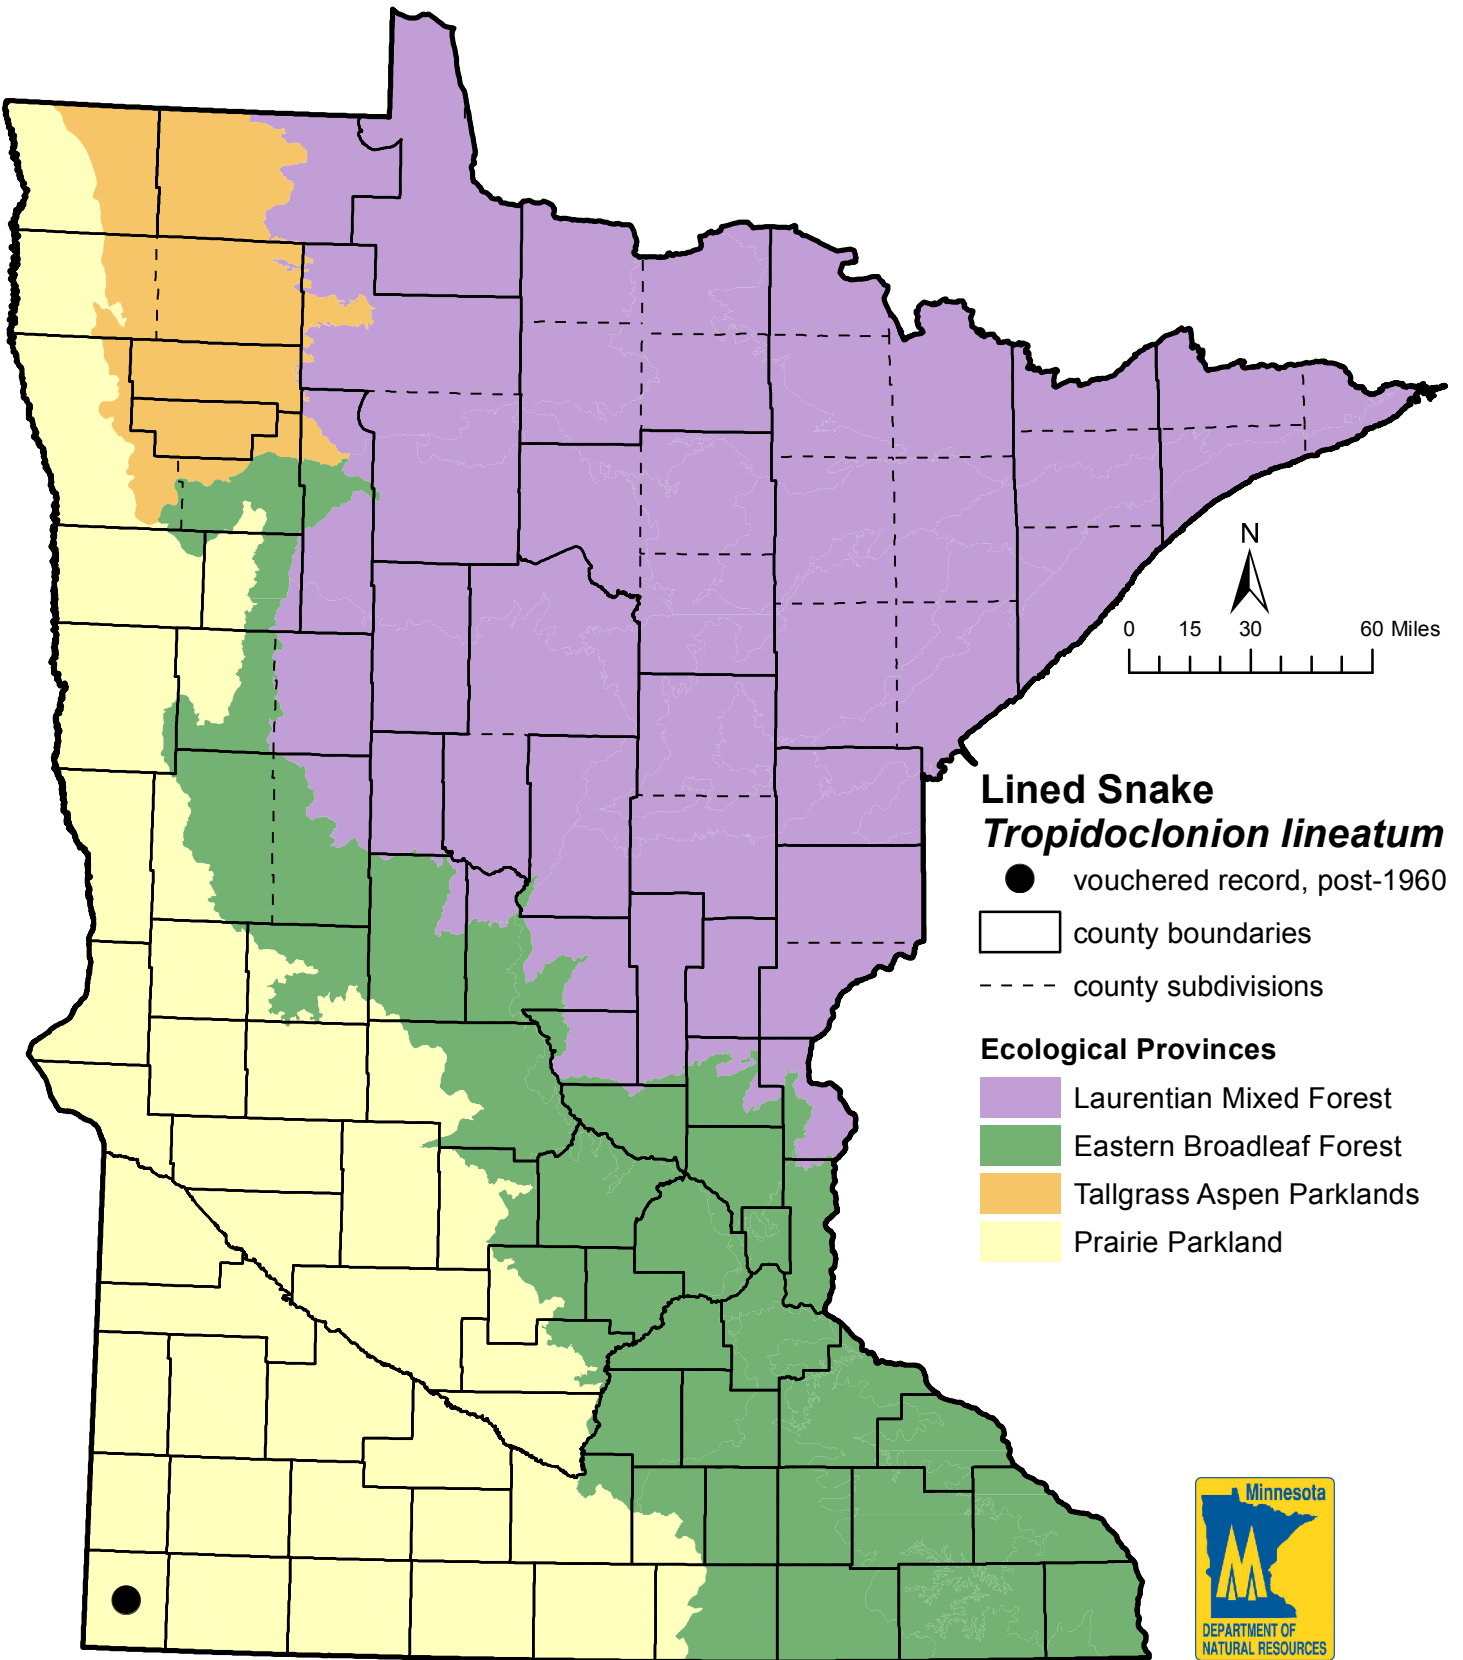 N
0 15 30 60 Miles
Lined Snake
Tropidoclonion lineatum
vouchered record, post-1960
county boundaries
county subdivisions
Ecological Provinces
Laurentian Mixed Forest
Eastern Broadleaf Forest
Tallgrass Aspen Parklands
Prairie Parkland
Minnesota
DEPARTMENT OF
NATURAL RESOURCES